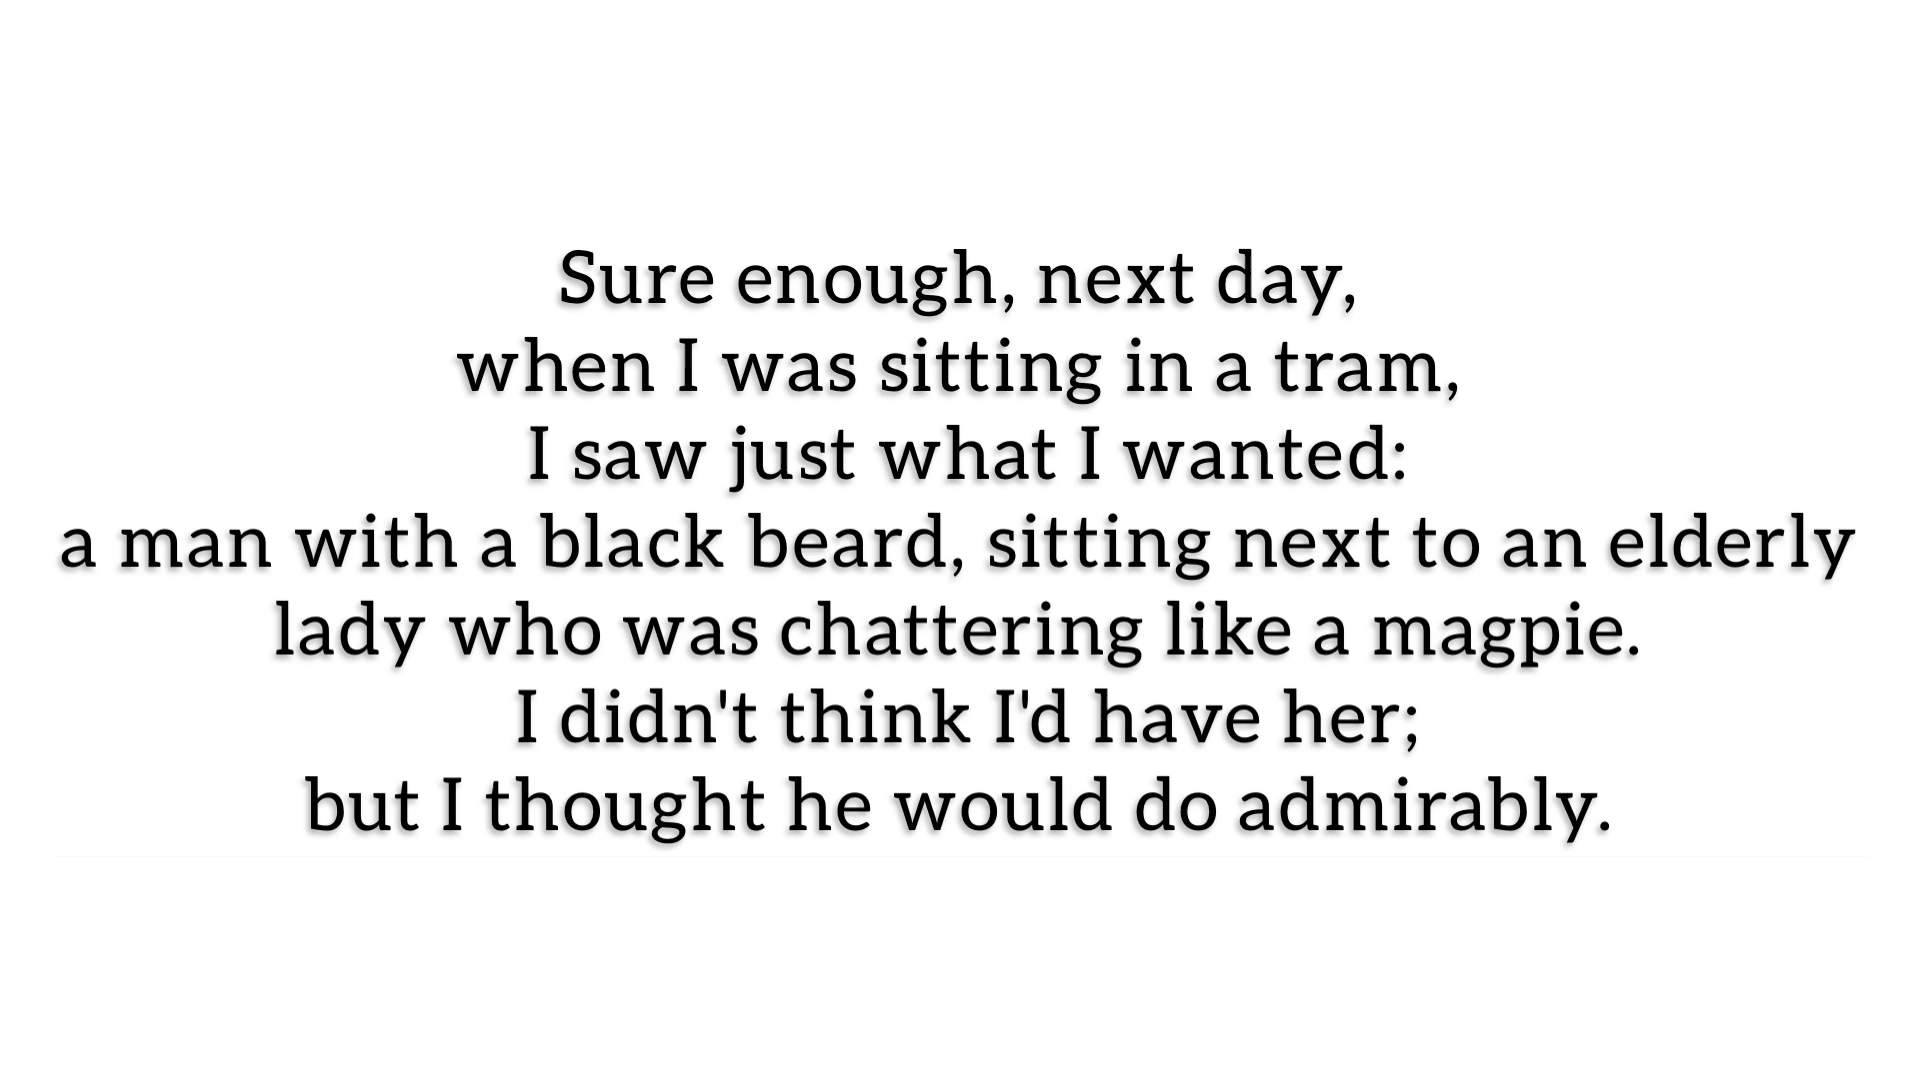 Sure enough, next day,
when I was sitting in a tram,
I saw just what I wanted:
a man with a black beard, sitting next to an elderly
lady who was chattering like a magpie.
I didn't think I'd have her;
but I thought he would do admirably.